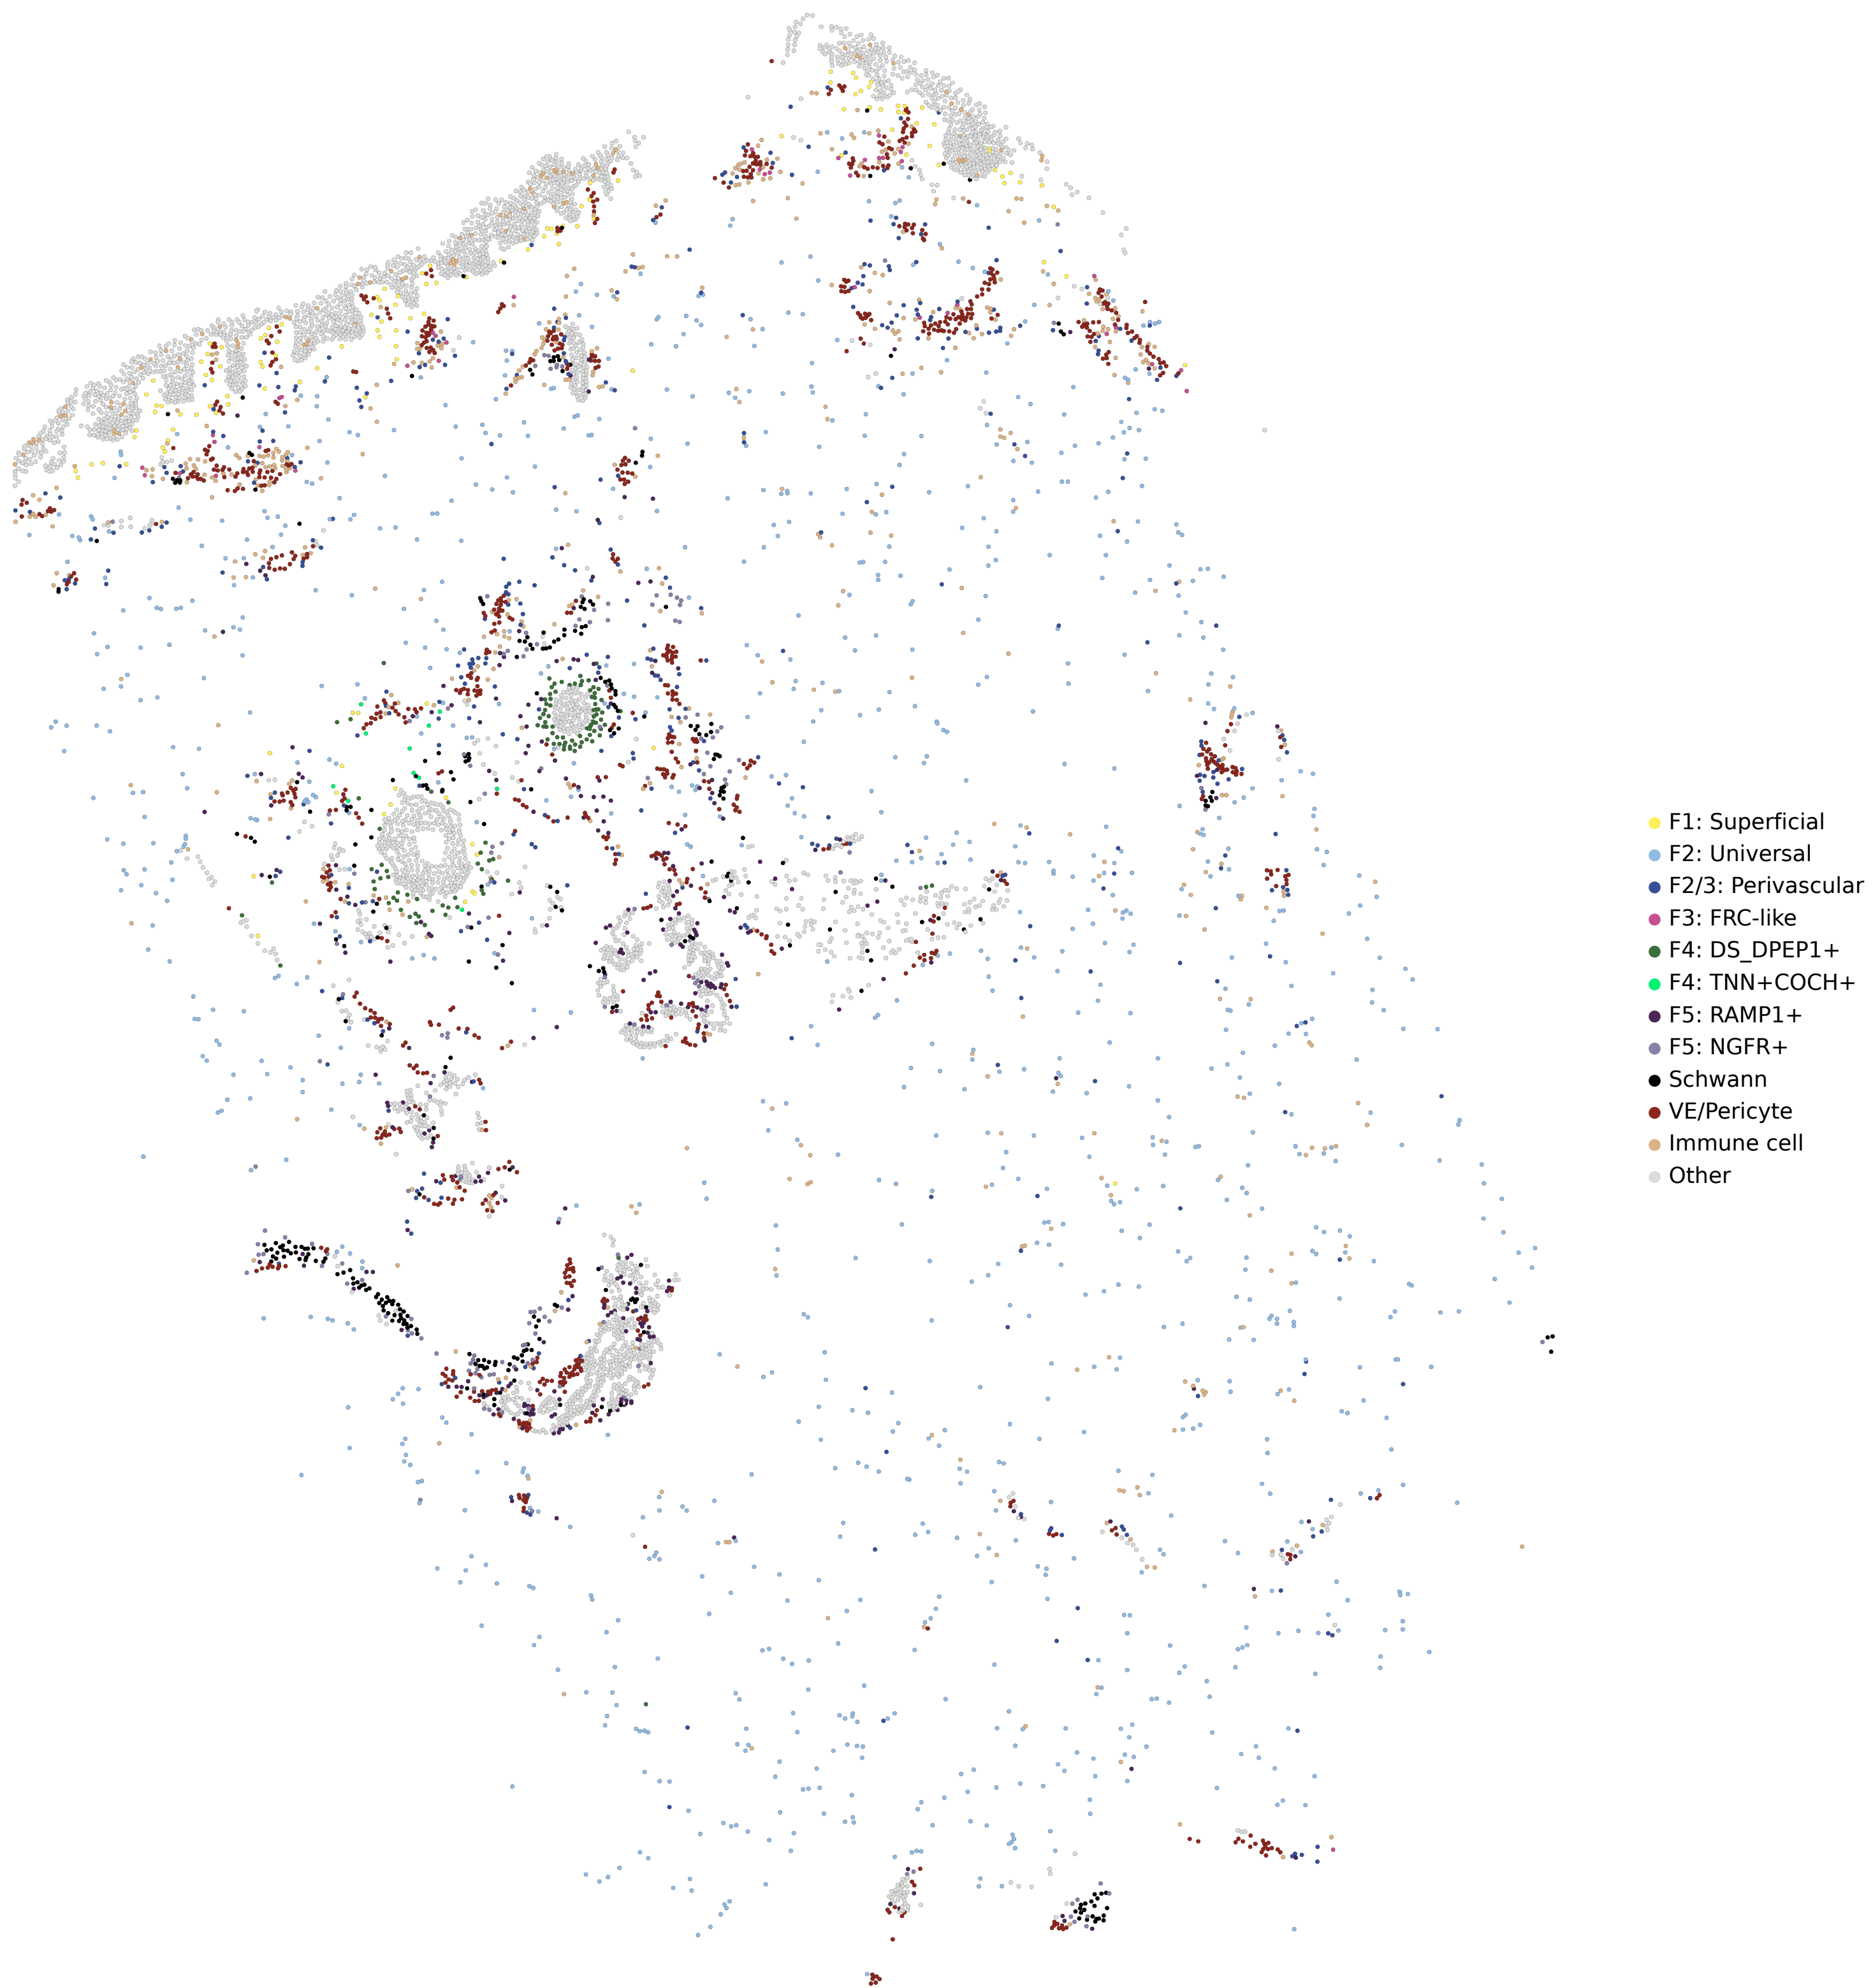 F1: Superficial
F2: Universal
F2/3: Perivascular
F3: FRC-like
F4: DS_DPEP1+
F4: TNN+COCH+
F5: RAMP1+
F5: NGFR+
Schwann
VE/Pericyte
Immune cell
Other